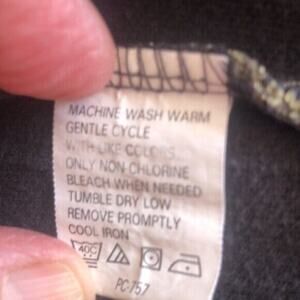 MACHINE WASH WARM
GENTLE CYCLE
WITH LIKE COLORS
ONLY NON-CHLORINE
BLEACH WHEN NEEDED
TUMBLE DRY LOW
REMOVE PROMPTLY
COOL IRON
40C
PC-757